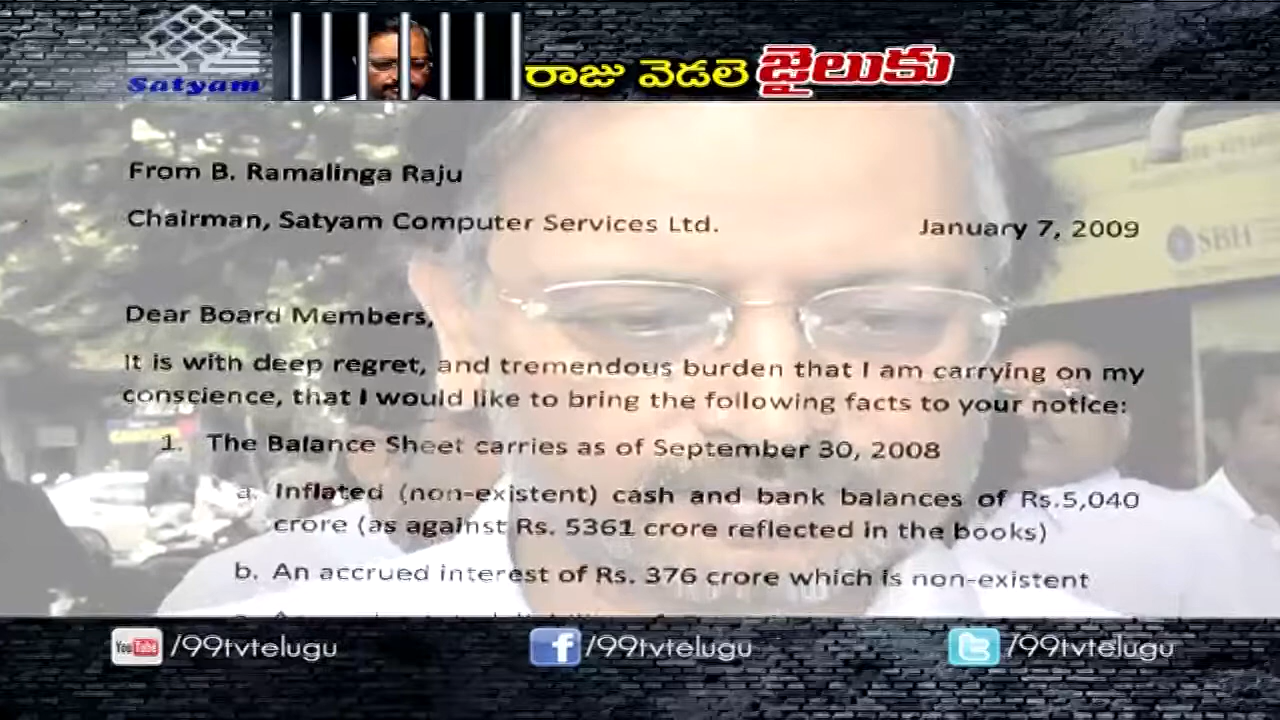 Satyam
రాజు వెడలె జైలుకు
From B. Ramalinga Raju
Chairman, Satyam Computer Services Ltd. January 7, 2009
SBH
Dear Board Members,
It is with deep regret, and tremendous burden that I am carrying on my
conscience, that I would like to bring the following facts to your notice:
1. The Balance Sheet carries as of September 30, 2008
a. Inflated (non-existent) cash and bank balances of Rs.5,040
crore (as against Rs. 5361 crore reflected in the books)
b. An accrued interest of Rs. 376 crore which is non-existent
You Tube /99tvtelugu f /99tvtelugu t /99tvtelugu